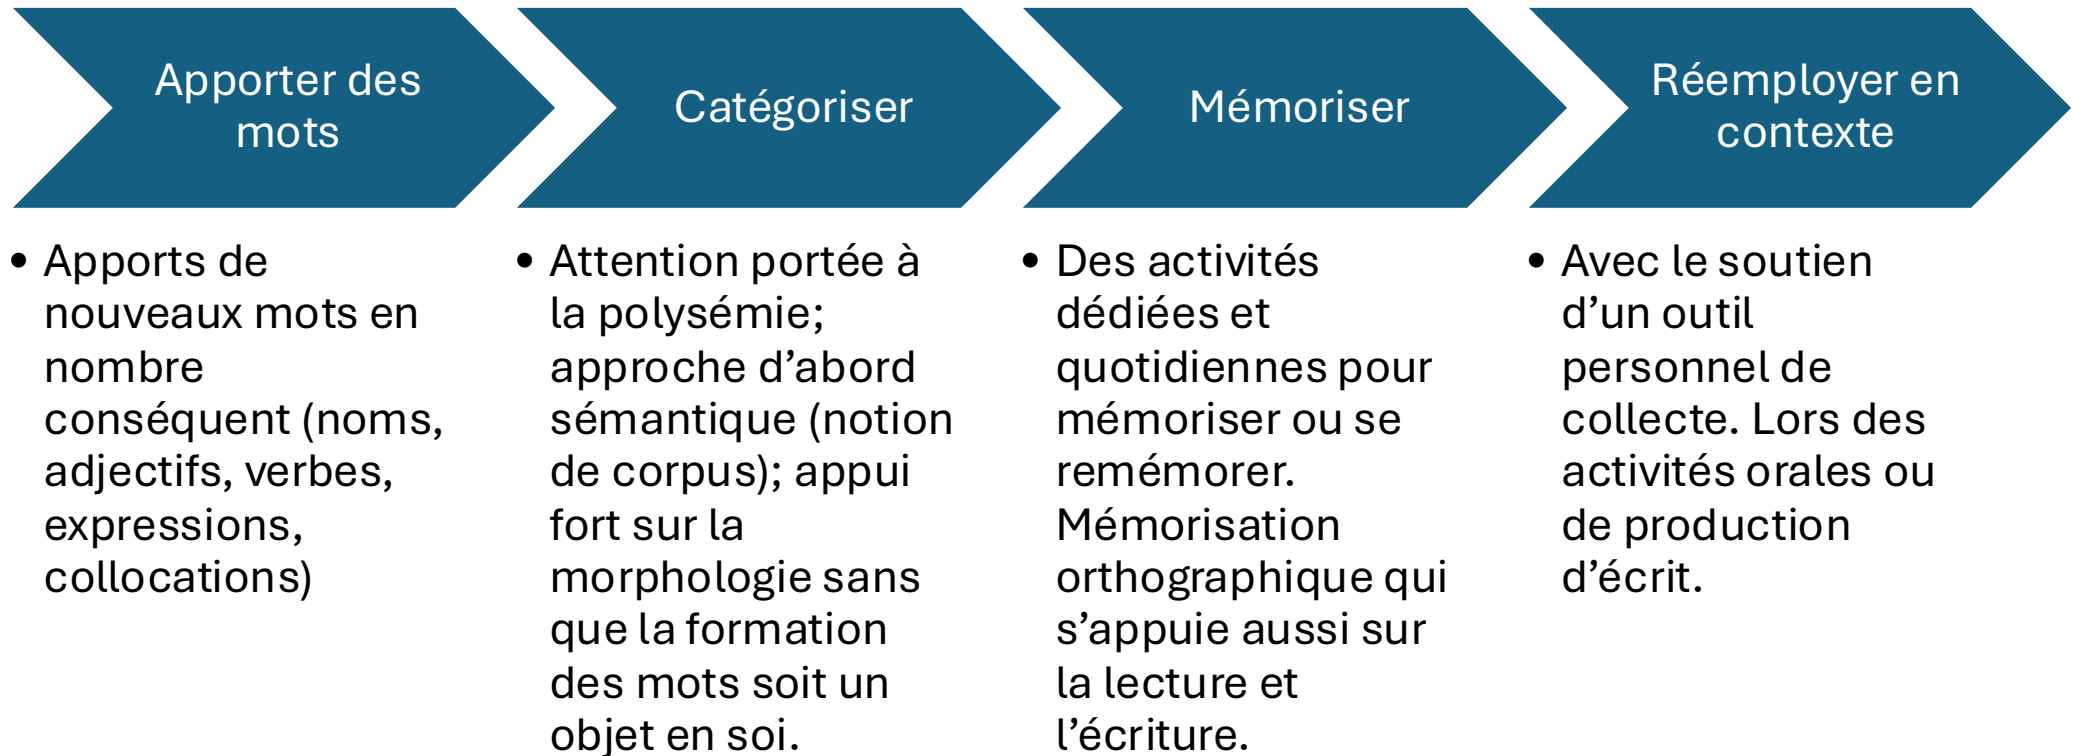 Apporter des
mots
Catégoriser
Mémoriser
Réemployer en
contexte
• Apports de
nouveaux mots en
nombre
conséquent (noms,
adjectifs, verbes,
expressions,
collocations)
• Attention portée à
la polysémie;
approche d’abord
sémantique (notion
de corpus); appui
fort sur la
morphologie sans
que la formation
des mots soit un
objet en soi.
• Des activités
dédiées et
quotidiennes pour
mémoriser ou se
remémorer.
Mémorisation
orthographique qui
s’appuie aussi sur
la lecture et
l’écriture.
• Avec le soutien
d’un outil
personnel de
collecte. Lors des
activités orales ou
de production
d’écrit.